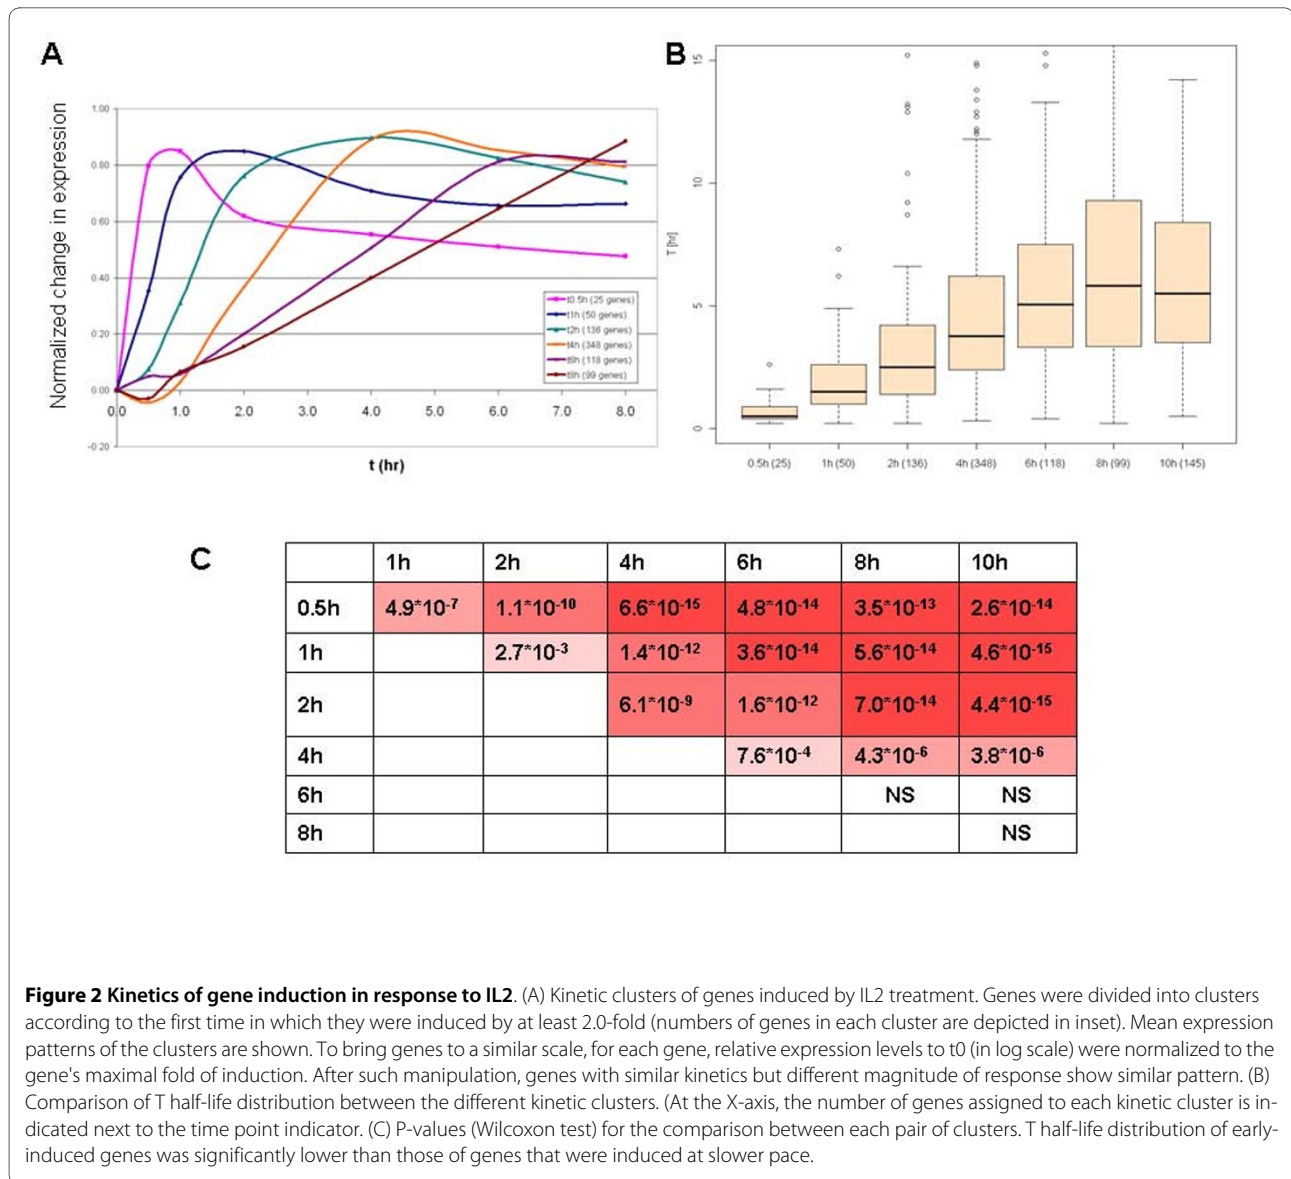 A
Normalized change in expression
1.00
0.80
0.60
0.40
0.20
0.00
-0.20
0.0 1.0 2.0 3.0 4.0 5.0 6.0 7.0 8.0
t (hr)
t0.5h (25 genes)
t1h (50 genes)
t2h (136 genes)
t4h (348 genes)
t6h (118 genes)
t8h (99 genes)
B
T [hr]
15
10
5
0
0.5h (25) 1h (50) 2h (136) 4h (348) 6h (118) 8h (99) 10h (145)
C
1h 2h 4h 6h 8h 10h
0.5h 4.9*10⁻⁷ 1.1*10⁻¹⁰ 6.6*10⁻¹⁵ 4.8*10⁻¹⁴ 3.5*10⁻¹³ 2.6*10⁻¹⁴
1h 2.7*10⁻³ 1.4*10⁻¹² 3.6*10⁻¹⁴ 5.6*10⁻¹⁴ 4.6*10⁻¹⁵
2h 6.1*10⁻⁹ 1.6*10⁻¹² 7.0*10⁻¹⁴ 4.4*10⁻¹⁵
4h 7.6*10⁻⁴ 4.3*10⁻⁶ 3.8*10⁻⁶
6h NS NS
8h NS
Figure 2 Kinetics of gene induction in response to IL2. (A) Kinetic clusters of genes induced by IL2 treatment. Genes were divided into clusters
according to the first time in which they were induced by at least 2.0-fold (numbers of genes in each cluster are depicted in inset). Mean expression
patterns of the clusters are shown. To bring genes to a similar scale, for each gene, relative expression levels to t0 (in log scale) were normalized to the
gene's maximal fold of induction. After such manipulation, genes with similar kinetics but different magnitude of response show similar pattern. (B)
Comparison of T half-life distribution between the different kinetic clusters. (At the X-axis, the number of genes assigned to each kinetic cluster is in-
dicated next to the time point indicator. (C) P-values (Wilcoxon test) for the comparison between each pair of clusters. T half-life distribution of early-
induced genes was significantly lower than those of genes that were induced at slower pace.